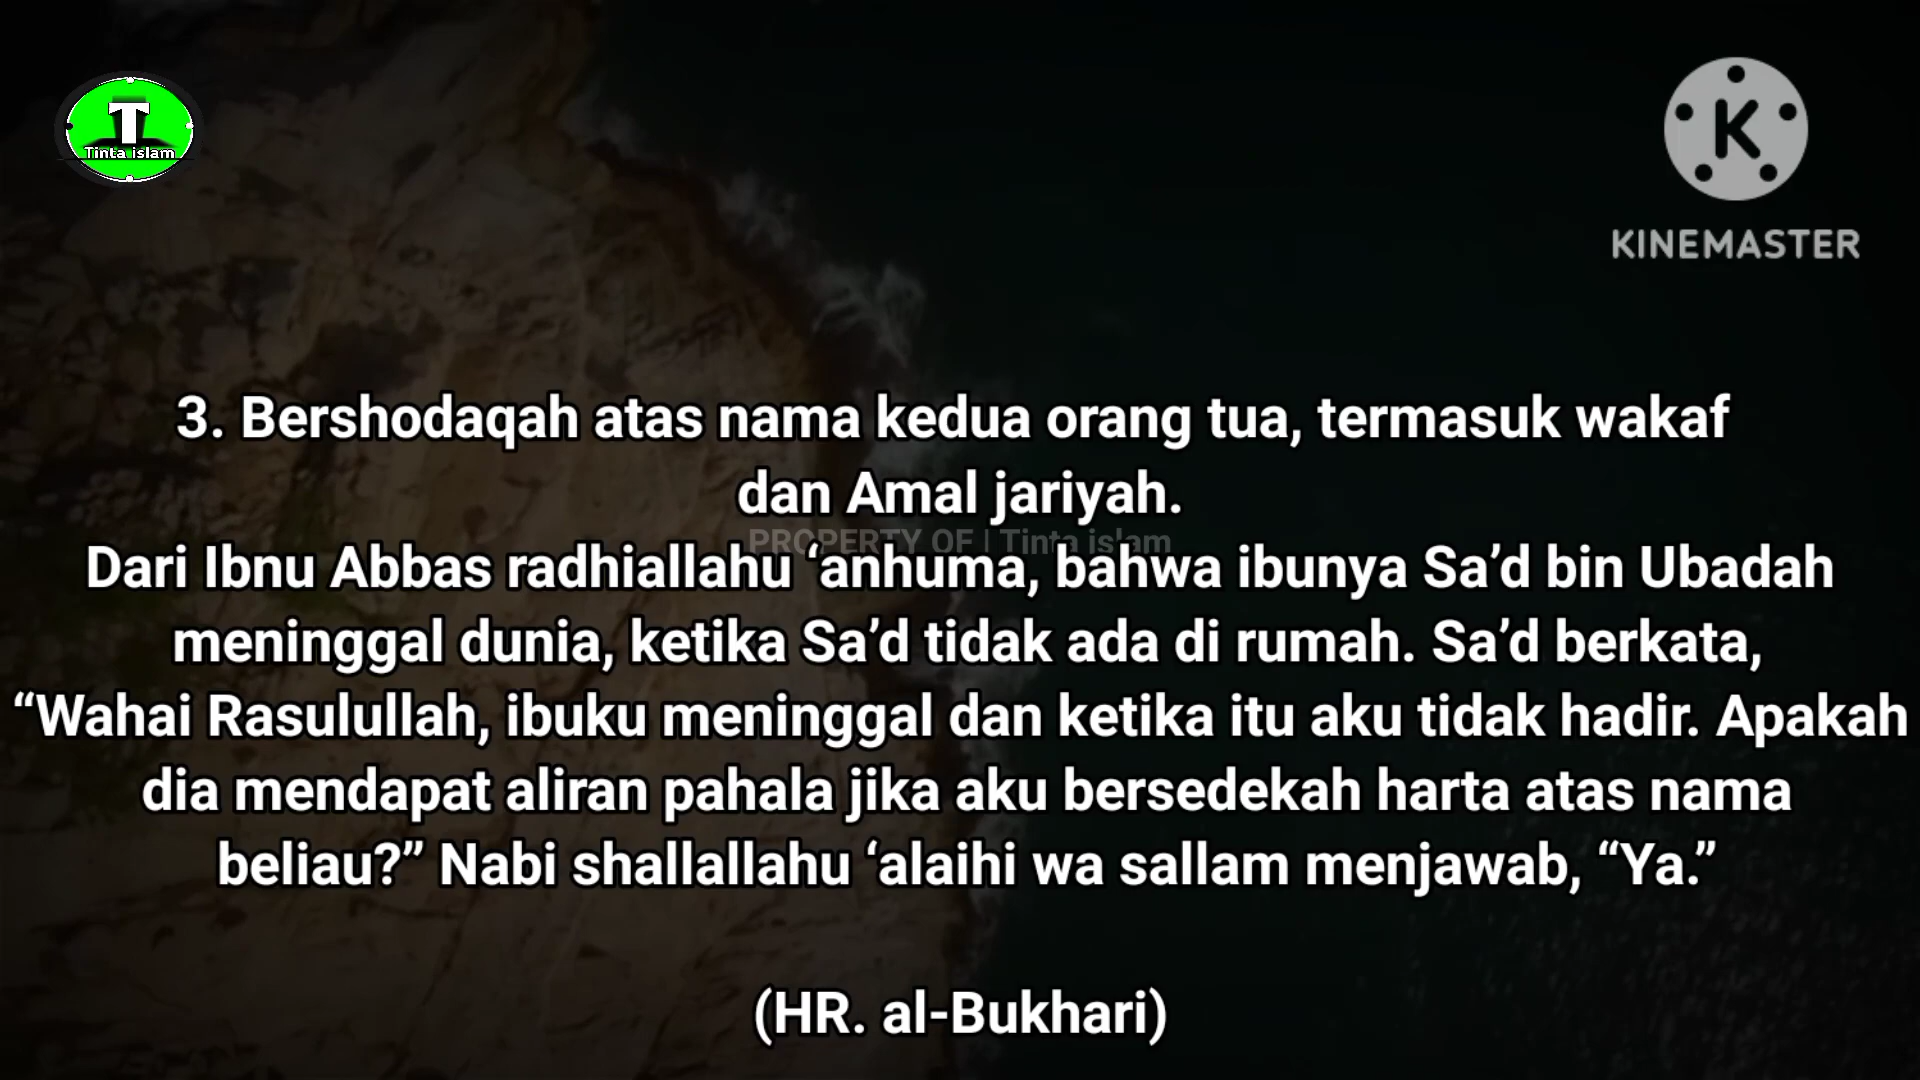 T
Tinta islam
K
KINEMASTER
3. Bershodaqah atas nama kedua orang tua, termasuk wakaf
dan Amal jariyah.
PROPERTY OF | Tinta islam
Dari Ibnu Abbas radhiallahu ‘anhuma, bahwa ibunya Sa’d bin Ubadah
meninggal dunia, ketika Sa’d tidak ada di rumah. Sa’d berkata,
“Wahai Rasulullah, ibuku meninggal dan ketika itu aku tidak hadir. Apakah
dia mendapat aliran pahala jika aku bersedekah harta atas nama
beliau?” Nabi shallallahu ‘alaihi wa sallam menjawab, “Ya.”
(HR. al-Bukhari)